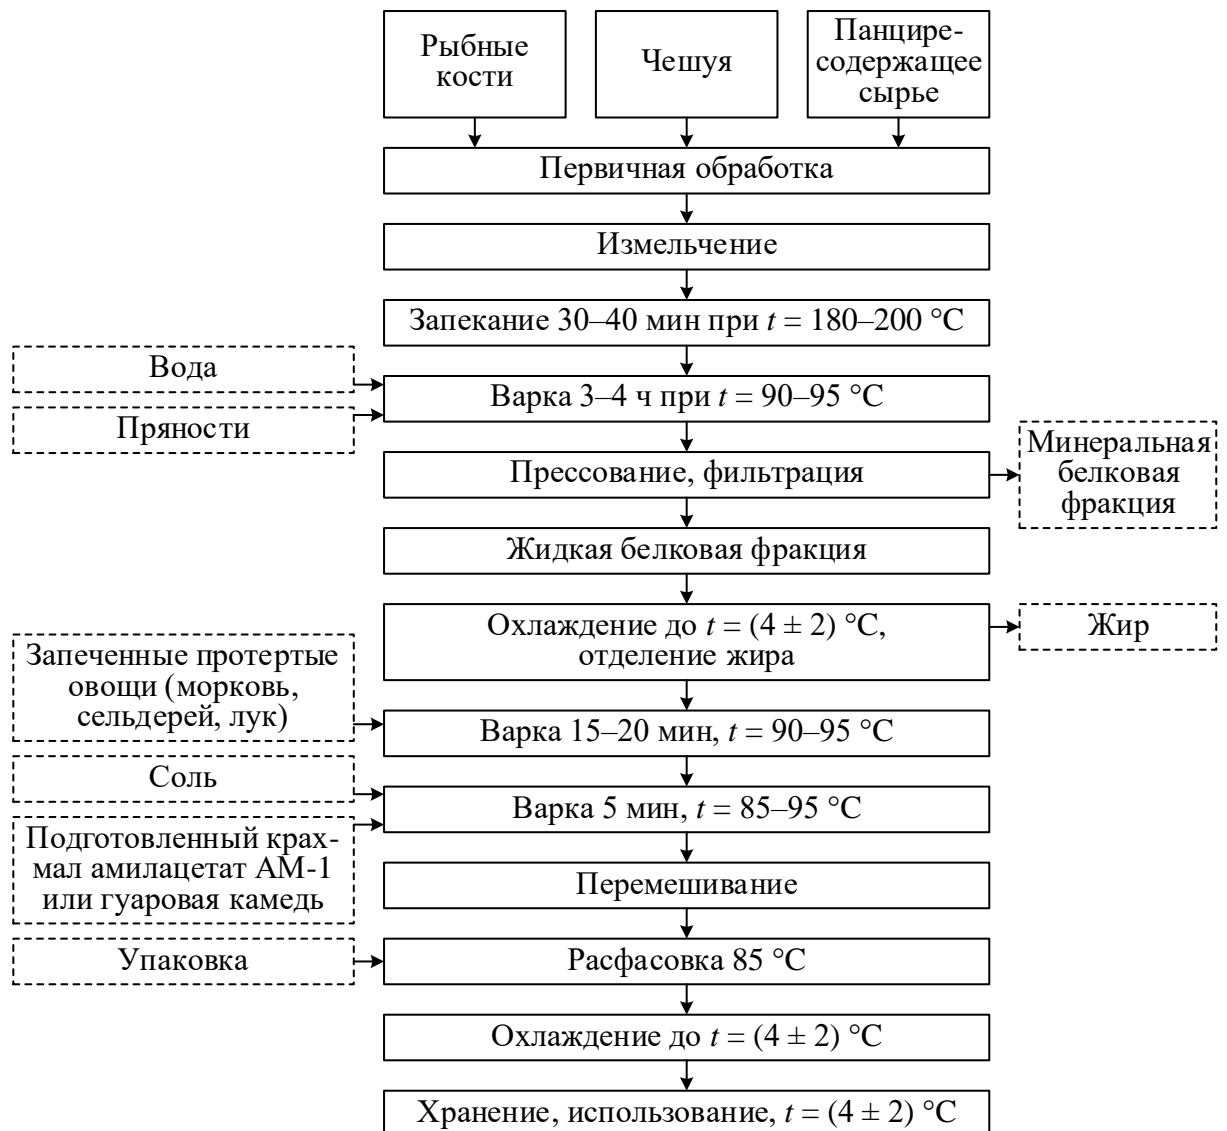 Рыбные
кости
Чешуя
Панцире-
содержащее
сырье
Первичная обработка
Измельчение
Запекание 30–40 мин при t = 180–200 °C
Вода
Пряности
Варка 3–4 ч при t = 90–95 °C
Прессование, фильтрация
Минеральная
белковая
фракция
Жидкая белковая фракция
Охлаждение до t = (4 ± 2) °C,
отделение жира
Жир
Запеченные протертые
овощи (морковь,
сельдерей, лук)
Варка 15–20 мин, t = 90–95 °C
Соль
Варка 5 мин, t = 85–95 °C
Подготовленный крах-
мал амилацетат АМ-1
или гуаровая камедь
Перемешивание
Упаковка
Расфасовка 85 °C
Охлаждение до t = (4 ± 2) °C
Хранение, использование, t = (4 ± 2) °C